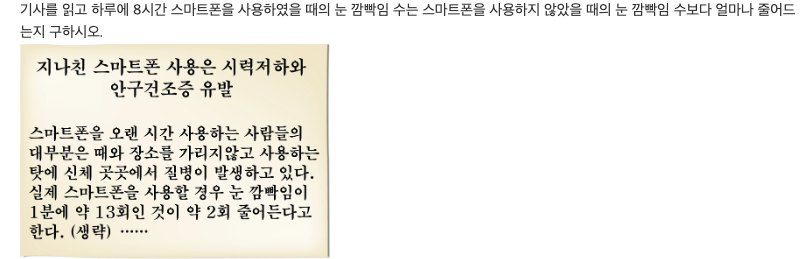 기사를 읽고 하루에 8시간 스마트폰을 사용하였을 때의 눈 깜빡임 수는 스마트폰을 사용하지 않았을 때의 눈 깜빡임 수보다 얼마나 줄어드
는지 구하시오.
지나친 스마트폰 사용은 시력저하와
안구건조증 유발
스마트폰을 오랜 시간 사용하는 사람들의
대부분은 때와 장소를 가리지않고 사용하는
탓에 신체 곳곳에서 질병이 발생하고 있다.
실제 스마트폰을 사용할 경우 눈 깜빡임이
1분에 약 13회인 것이 약 2회 줄어든다고
한다. (생략) ……